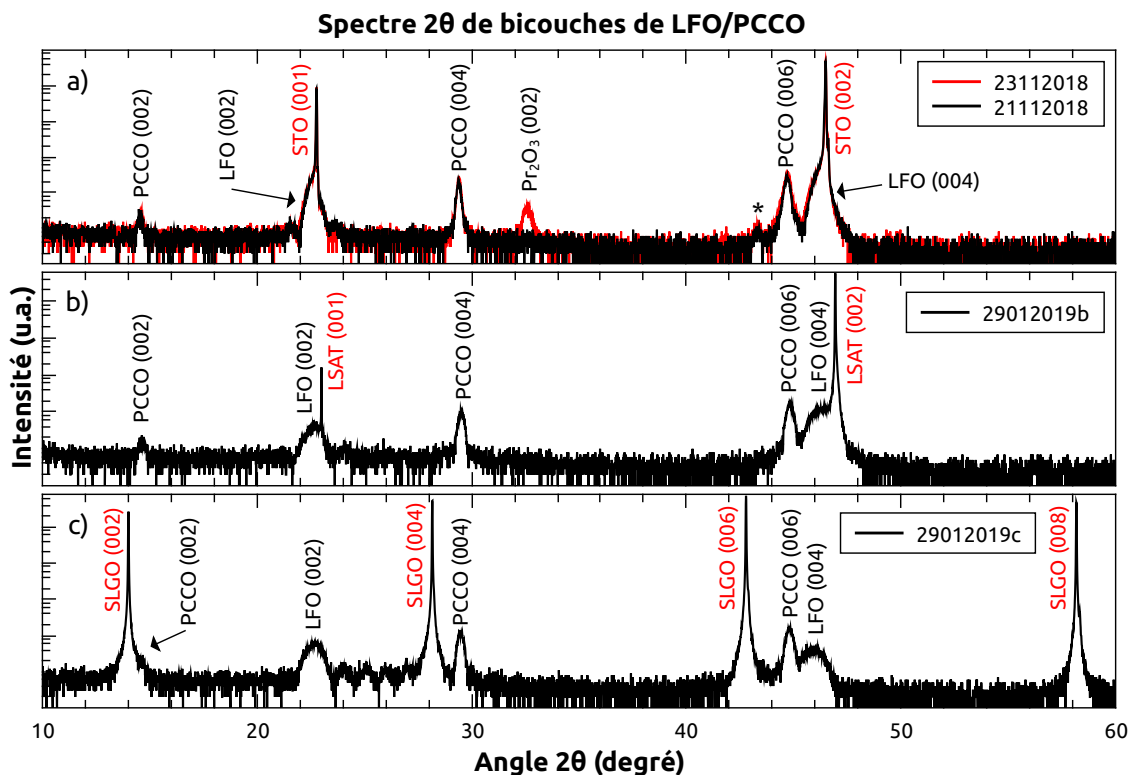 Spectre 2θ de bicouches de LFO/PCCO
Intensité (u.a.)
a)
PCCO (002)
LFO (002)
STO (001)
PCCO (004)
Pr₂O₃ (002)
*
PCCO (006)
STO (002)
LFO (004)
23112018
21112018
b)
PCCO (002)
LFO (002)
LSAT (001)
PCCO (004)
PCCO (006)
LFO (004)
LSAT (002)
29012019b
c)
SLGO (002)
PCCO (002)
LFO (002)
SLGO (004)
PCCO (004)
SLGO (006)
PCCO (006)
LFO (004)
29012019c
SLGO (008)
10 20 30 40 50 60
Angle 2θ (degré)